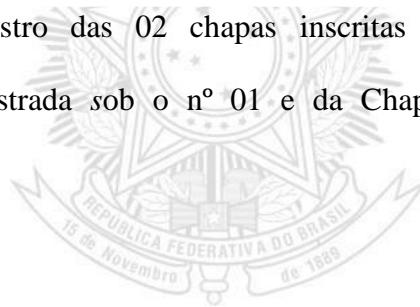 stro das 02 chapas inscritas
strada sob o nº 01 e da Chap
REPÚBLICA FEDERATIVA DO BRASIL
15 de Novembro de 1889